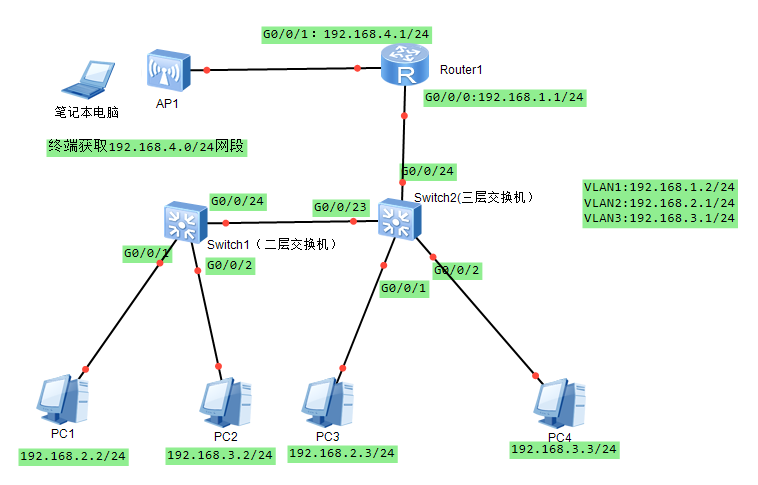 G0/0/1：192.168.4.1/24
Router1
AP1
笔记本电脑
G0/0/0:192.168.1.1/24
终端获取192.168.4.0/24网段
G0/0/24
Switch2(三层交换机）
VLAN1:192.168.1.2/24
VLAN2:192.168.2.1/24
VLAN3:192.168.3.1/24
G0/0/24
G0/0/23
Switch1（二层交换机）
G0/0/1
G0/0/2
G0/0/2
G0/0/1
R
PC1
192.168.2.2/24
PC2
192.168.3.2/24
PC3
192.168.2.3/24
PC4
192.168.3.3/24